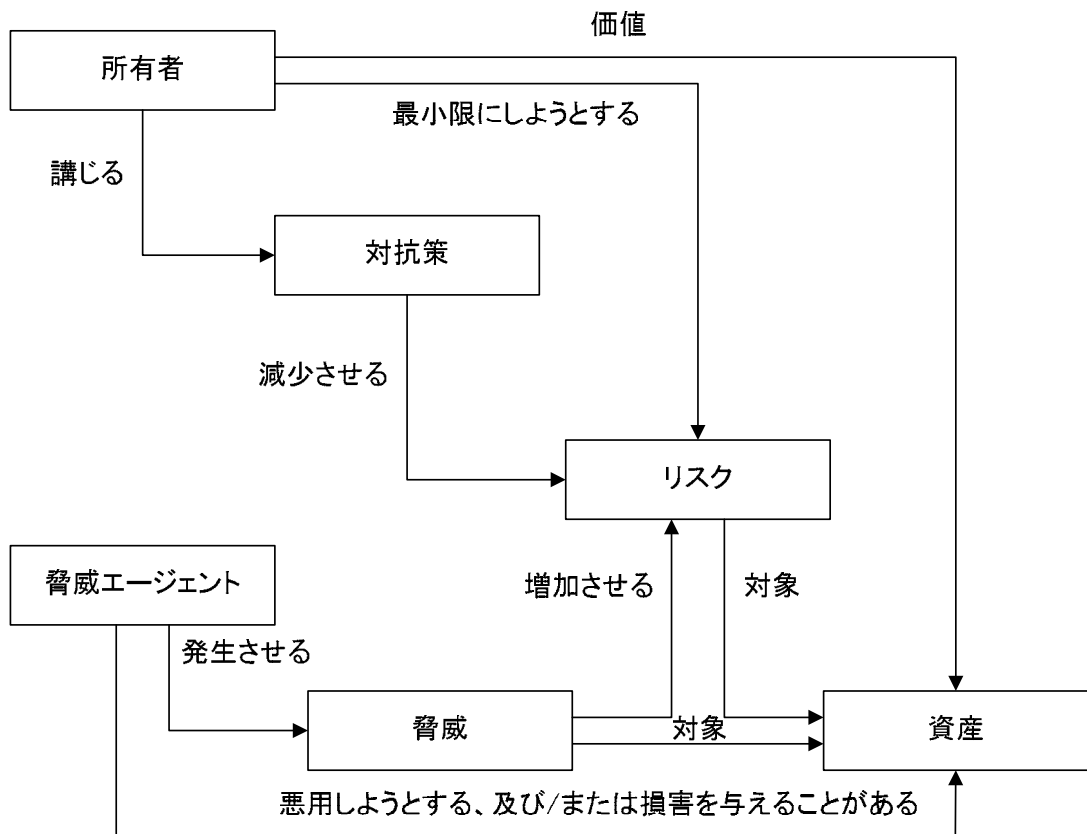 価値
所有者
最小限にしようとする
講じる
対抗策
減少させる
リスク
脅威エージェント
増加させる
対象
発生させる
脅威
対象
資産
悪用しようとする、及び/または損害を与えることがある